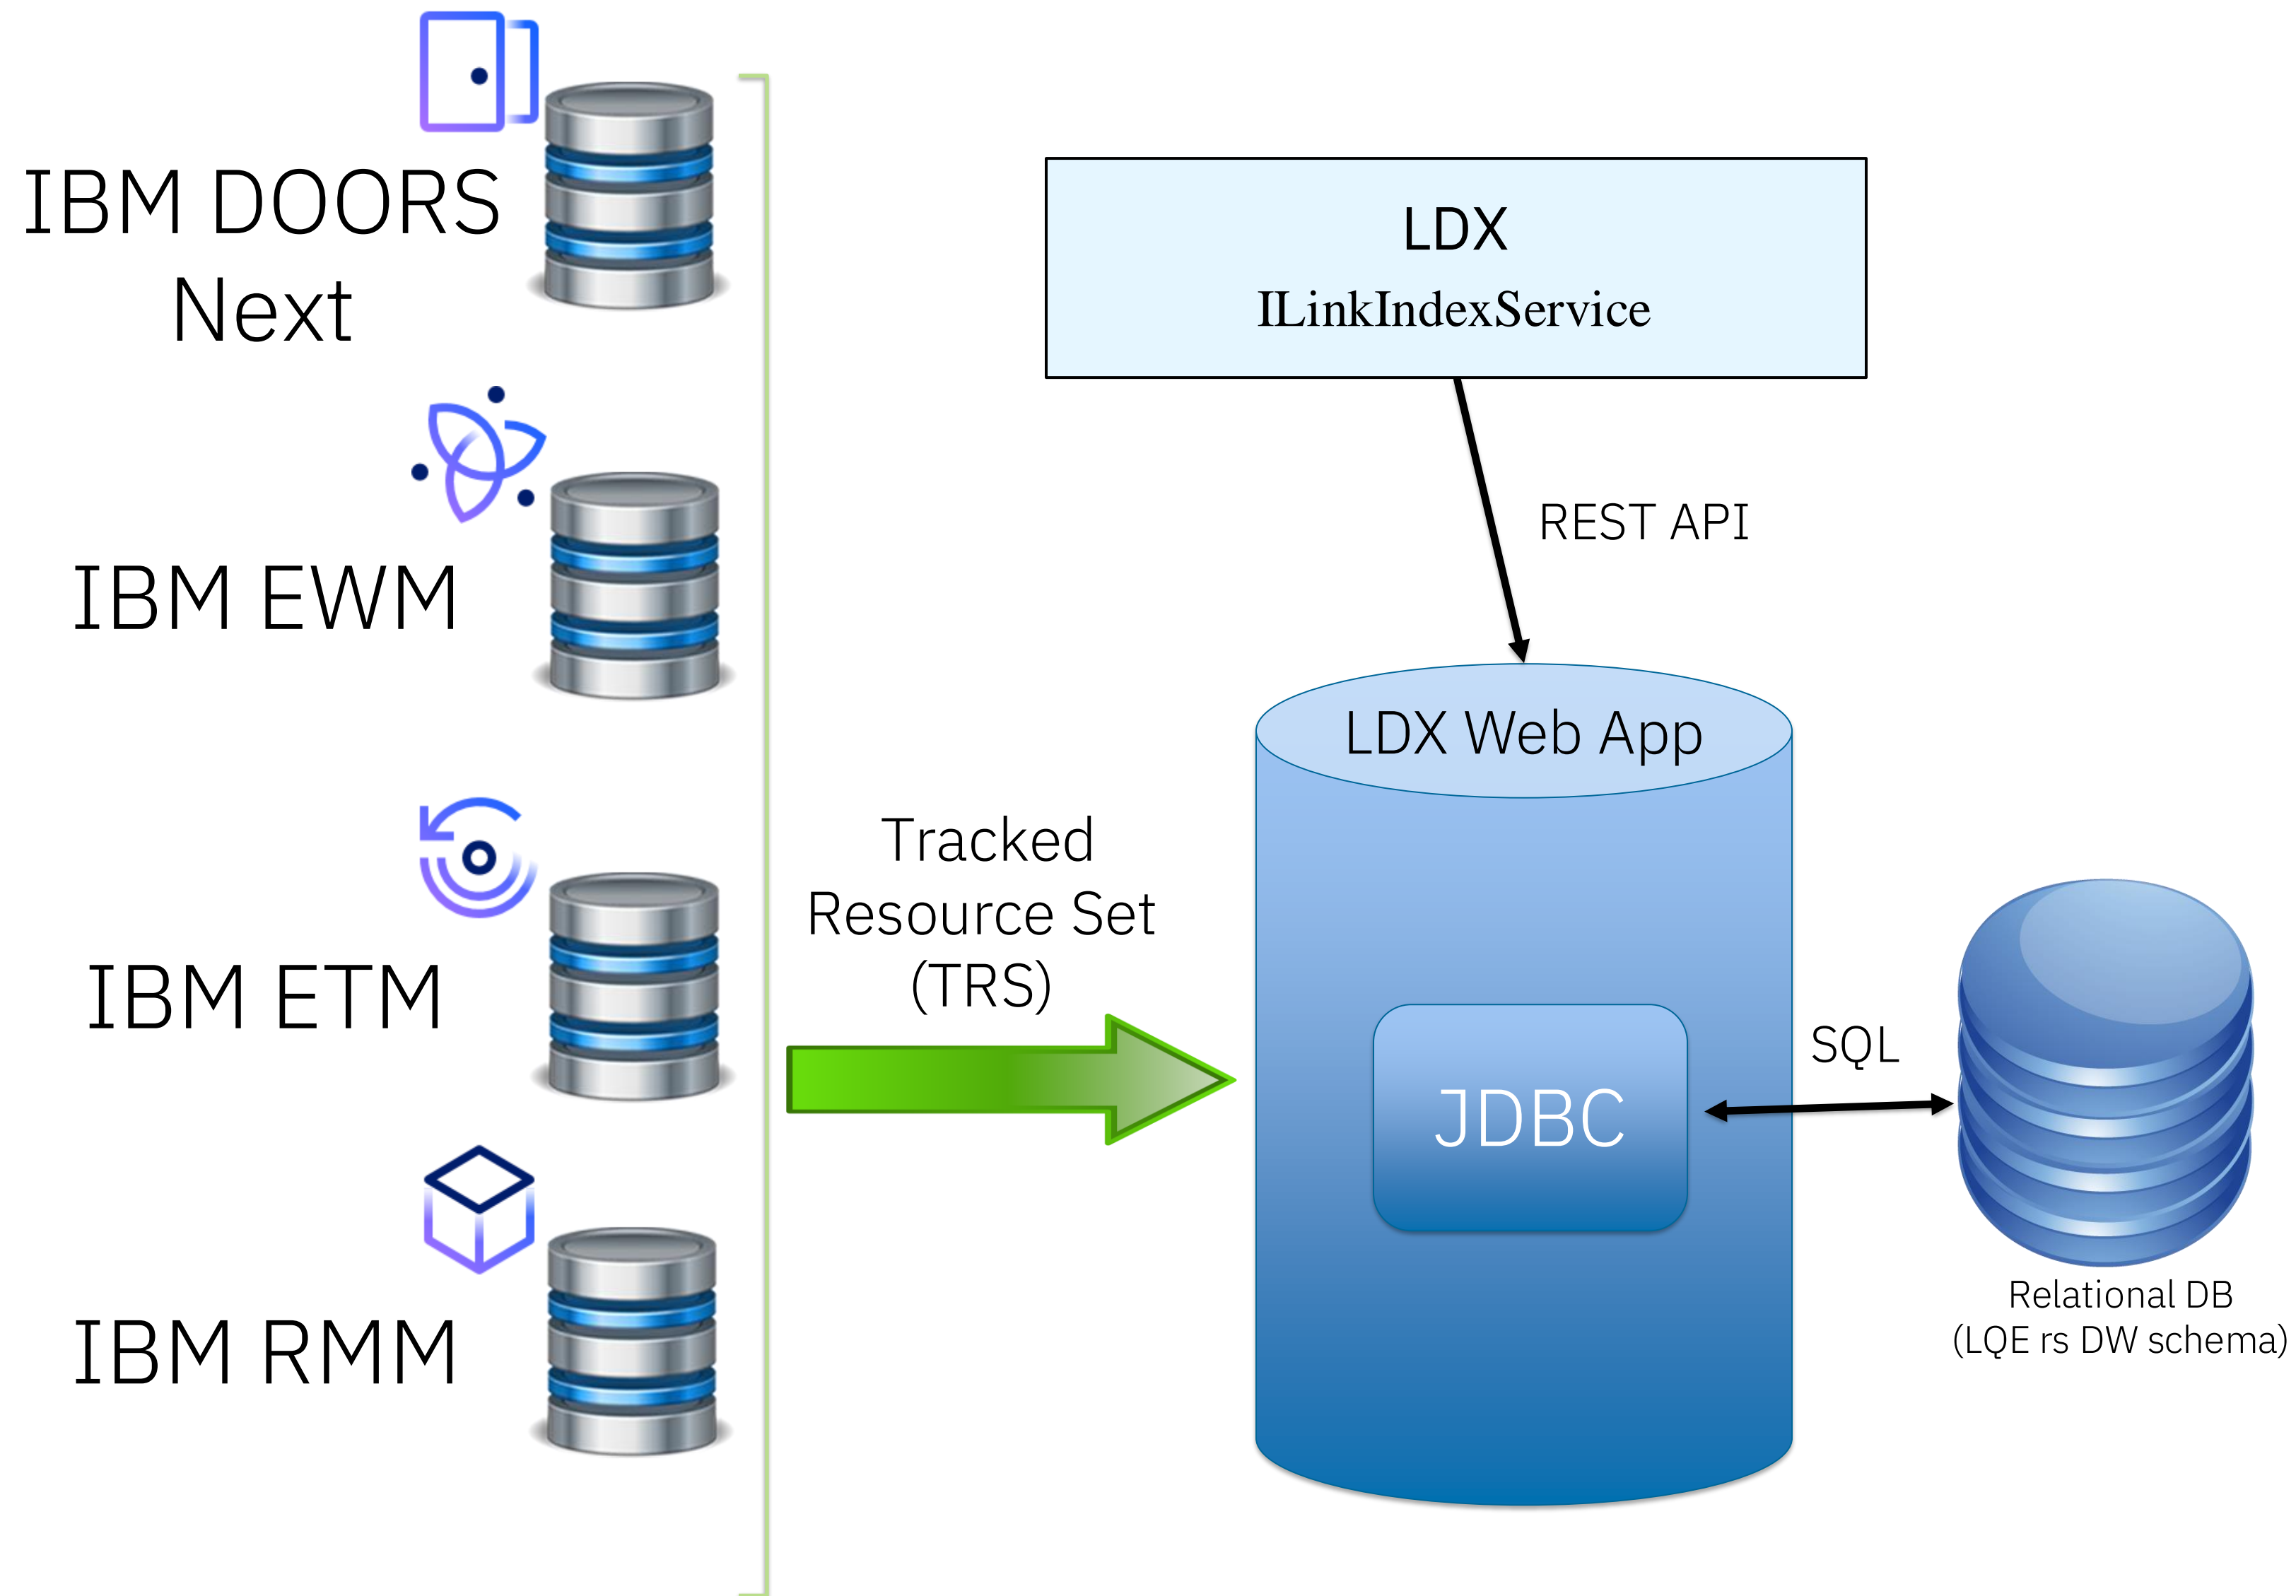 IBM DOORS
Next
IBM EWM
IBM ETM
IBM RMM
Tracked
Resource Set
(TRS)
LDX
ILinkIndexService
REST API
LDX Web App
JDBC
SQL
Relational DB
(LQE rs DW schema)